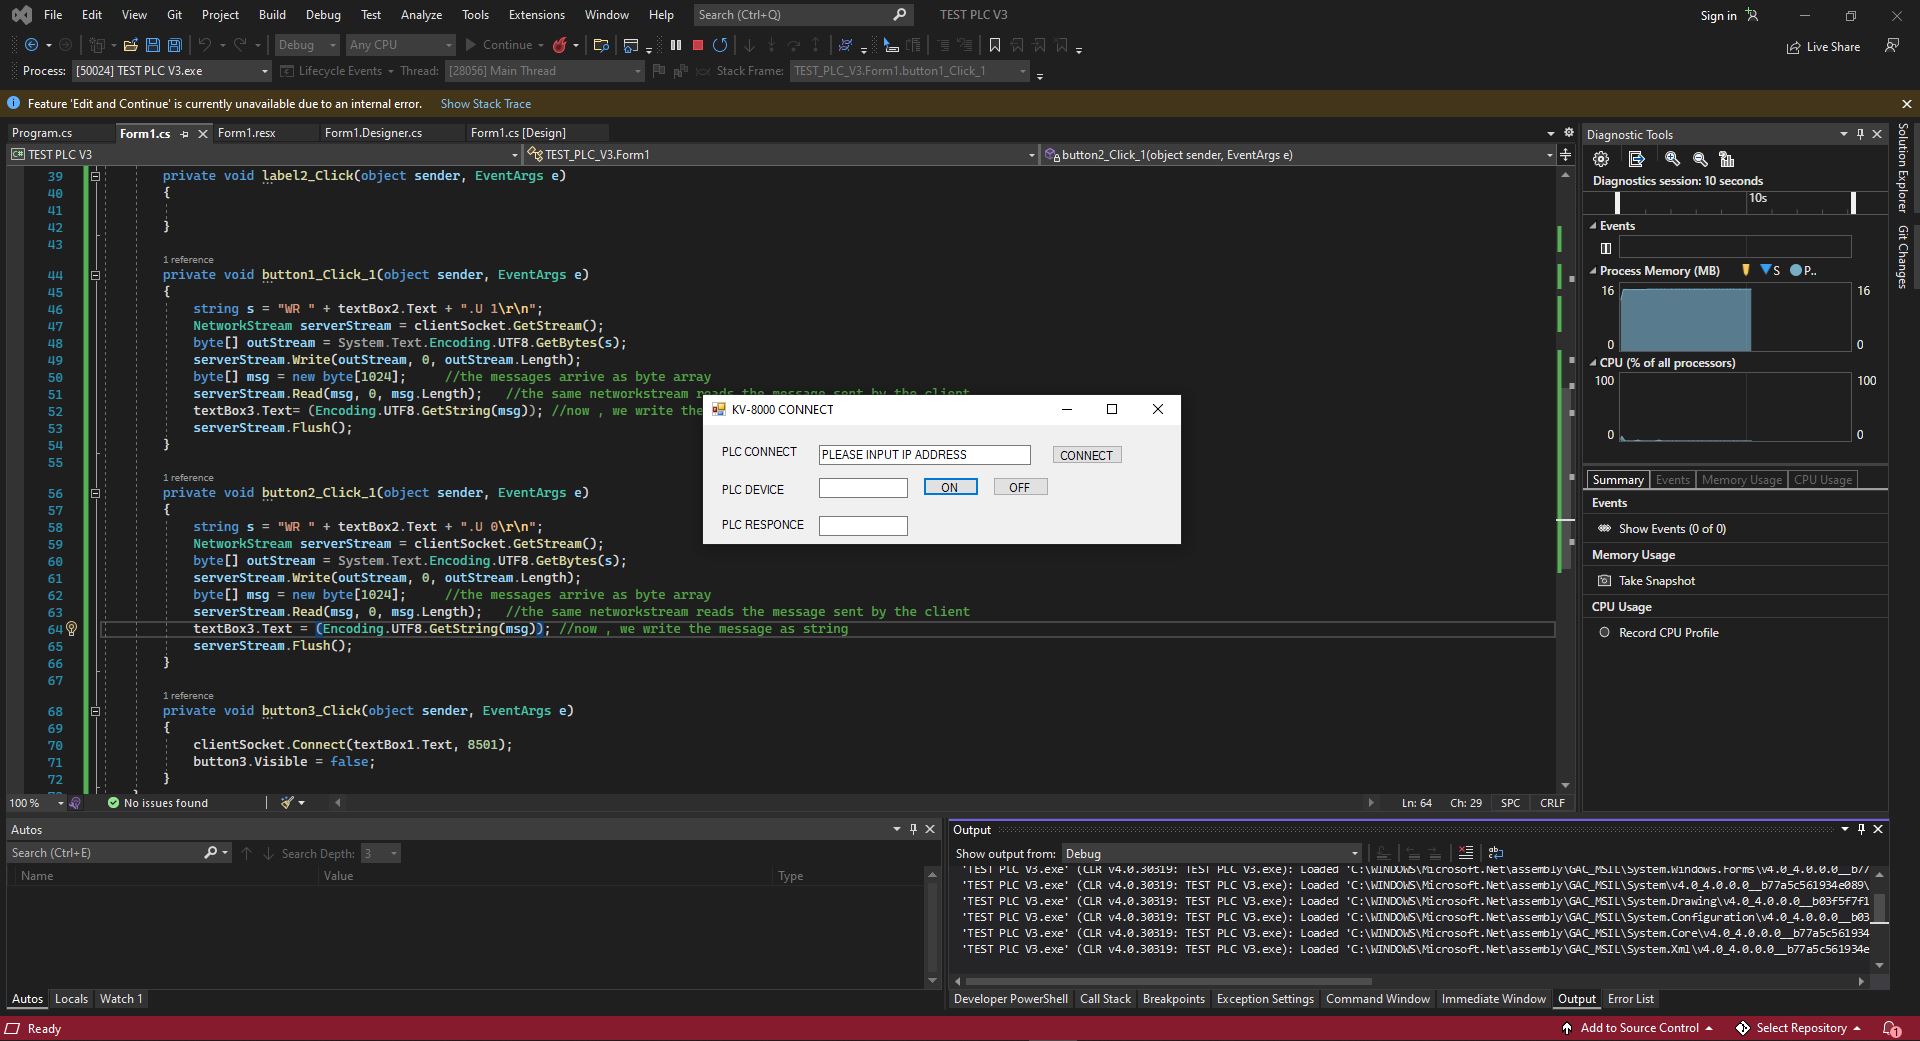 File Edit View Git Project Build Debug Test Analyze Tools Extensions Window Help Search (Ctrl+Q) TEST PLC V3 Sign in
Debug Any CPU Continue Live Share
Process: [50024] TEST PLC V3.exe Lifecycle Events Thread: [28056] Main Thread Stack Frame: TEST_PLC_V3.Form1.button1_Click_1
Feature 'Edit and Continue' is currently unavailable due to an internal error. Show Stack Trace
Program.cs Form1.cs Form1.resx Form1.Designer.cs Form1.cs [Design]
C# TEST PLC V3 TEST_PLC_V3.Form1 button2_Click_1(object sender, EventArgs e)
39 private void label2_Click(object sender, EventArgs e)
40 {
41
42 }
43
1 reference
44 private void button1_Click_1(object sender, EventArgs e)
45 {
46 string s = "WR " + textBox2.Text + ".U 1\r\n";
47 NetworkStream serverStream = clientSocket.GetStream();
48 byte[] outStream = System.Text.Encoding.UTF8.GetBytes(s);
49 serverStream.Write(outStream, 0, outStream.Length);
50 byte[] msg = new byte[1024]; //the messages arrive as byte array
51 serverStream.Read(msg, 0, msg.Length); //the same networkstream reads the message sent by the client
52 textBox3.Text= (Encoding.UTF8.GetString(msg)); //now , we write the
53 serverStream.Flush();
54 }
55
1 reference
56 private void button2_Click_1(object sender, EventArgs e)
57 {
58 string s = "WR " + textBox2.Text + ".U 0\r\n";
59 NetworkStream serverStream = clientSocket.GetStream();
60 byte[] outStream = System.Text.Encoding.UTF8.GetBytes(s);
61 serverStream.Write(outStream, 0, outStream.Length);
62 byte[] msg = new byte[1024]; //the messages arrive as byte array
63 serverStream.Read(msg, 0, msg.Length); //the same networkstream reads the message sent by the client
64 textBox3.Text = (Encoding.UTF8.GetString(msg)); //now , we write the message as string
65 serverStream.Flush();
66 }
67
1 reference
68 private void button3_Click(object sender, EventArgs e)
69 {
70 clientSocket.Connect(textBox1.Text, 8501);
71 button3.Visible = false;
72 }
100 % No issues found Ln: 64 Ch: 29 SPC CRLF
KV-8000 CONNECT
PLC CONNECT PLEASE INPUT IP ADDRESS CONNECT
PLC DEVICE ON OFF
PLC RESPONCE
Diagnostic Tools
Diagnostics session: 10 seconds
10s
Events
Process Memory (MB) S P..
16 16
0 0
CPU (% of all processors)
100 100
0 0
Summary Events Memory Usage CPU Usage
Events
Show Events (0 of 0)
Memory Usage
Take Snapshot
CPU Usage
Record CPU Profile
Solution Explorer
Git Changes
Autos
Search (Ctrl+E) Search Depth: 3
Name Value Type
Autos Locals Watch 1
Output
Show output from: Debug
'TEST PLC V3.exe' (CLR v4.0.30319: TEST PLC V3.exe): Loaded 'C:\WINDOWS\Microsoft.Net\assembly\GAC_MSIL\System.Windows.Forms\v4.0_4.0.0.0__b77
'TEST PLC V3.exe' (CLR v4.0.30319: TEST PLC V3.exe): Loaded 'C:\WINDOWS\Microsoft.Net\assembly\GAC_MSIL\System\v4.0_4.0.0.0__b77a5c561934e089\
'TEST PLC V3.exe' (CLR v4.0.30319: TEST PLC V3.exe): Loaded 'C:\WINDOWS\Microsoft.Net\assembly\GAC_MSIL\System.Drawing\v4.0_4.0.0.0__b03f5f7f1
'TEST PLC V3.exe' (CLR v4.0.30319: TEST PLC V3.exe): Loaded 'C:\WINDOWS\Microsoft.Net\assembly\GAC_MSIL\System.Configuration\v4.0_4.0.0.0__b03
'TEST PLC V3.exe' (CLR v4.0.30319: TEST PLC V3.exe): Loaded 'C:\WINDOWS\Microsoft.Net\assembly\GAC_MSIL\System.Core\v4.0_4.0.0.0__b77a5c561934
'TEST PLC V3.exe' (CLR v4.0.30319: TEST PLC V3.exe): Loaded 'C:\WINDOWS\Microsoft.Net\assembly\GAC_MSIL\System.Xml\v4.0_4.0.0.0__b77a5c561934e
Developer PowerShell Call Stack Breakpoints Exception Settings Command Window Immediate Window Output Error List
Ready Add to Source Control Select Repository 1